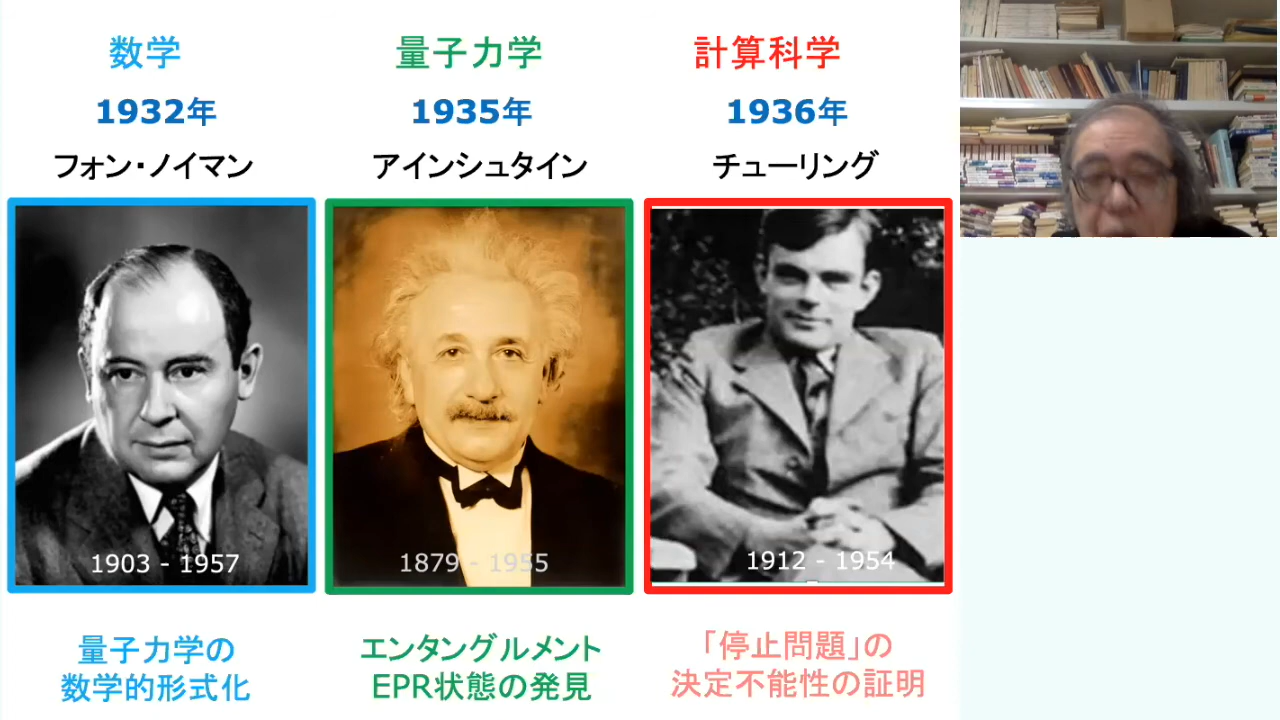 数学
1932年
フォン・ノイマン
1903 - 1957
量子力学の
数学的形式化
量子力学
1935年
アインシュタイン
1879 - 1955
エンタングルメント
EPR状態の発見
計算科学
1936年
チューリング
1912 - 1954
「停止問題」の
決定不能性の証明